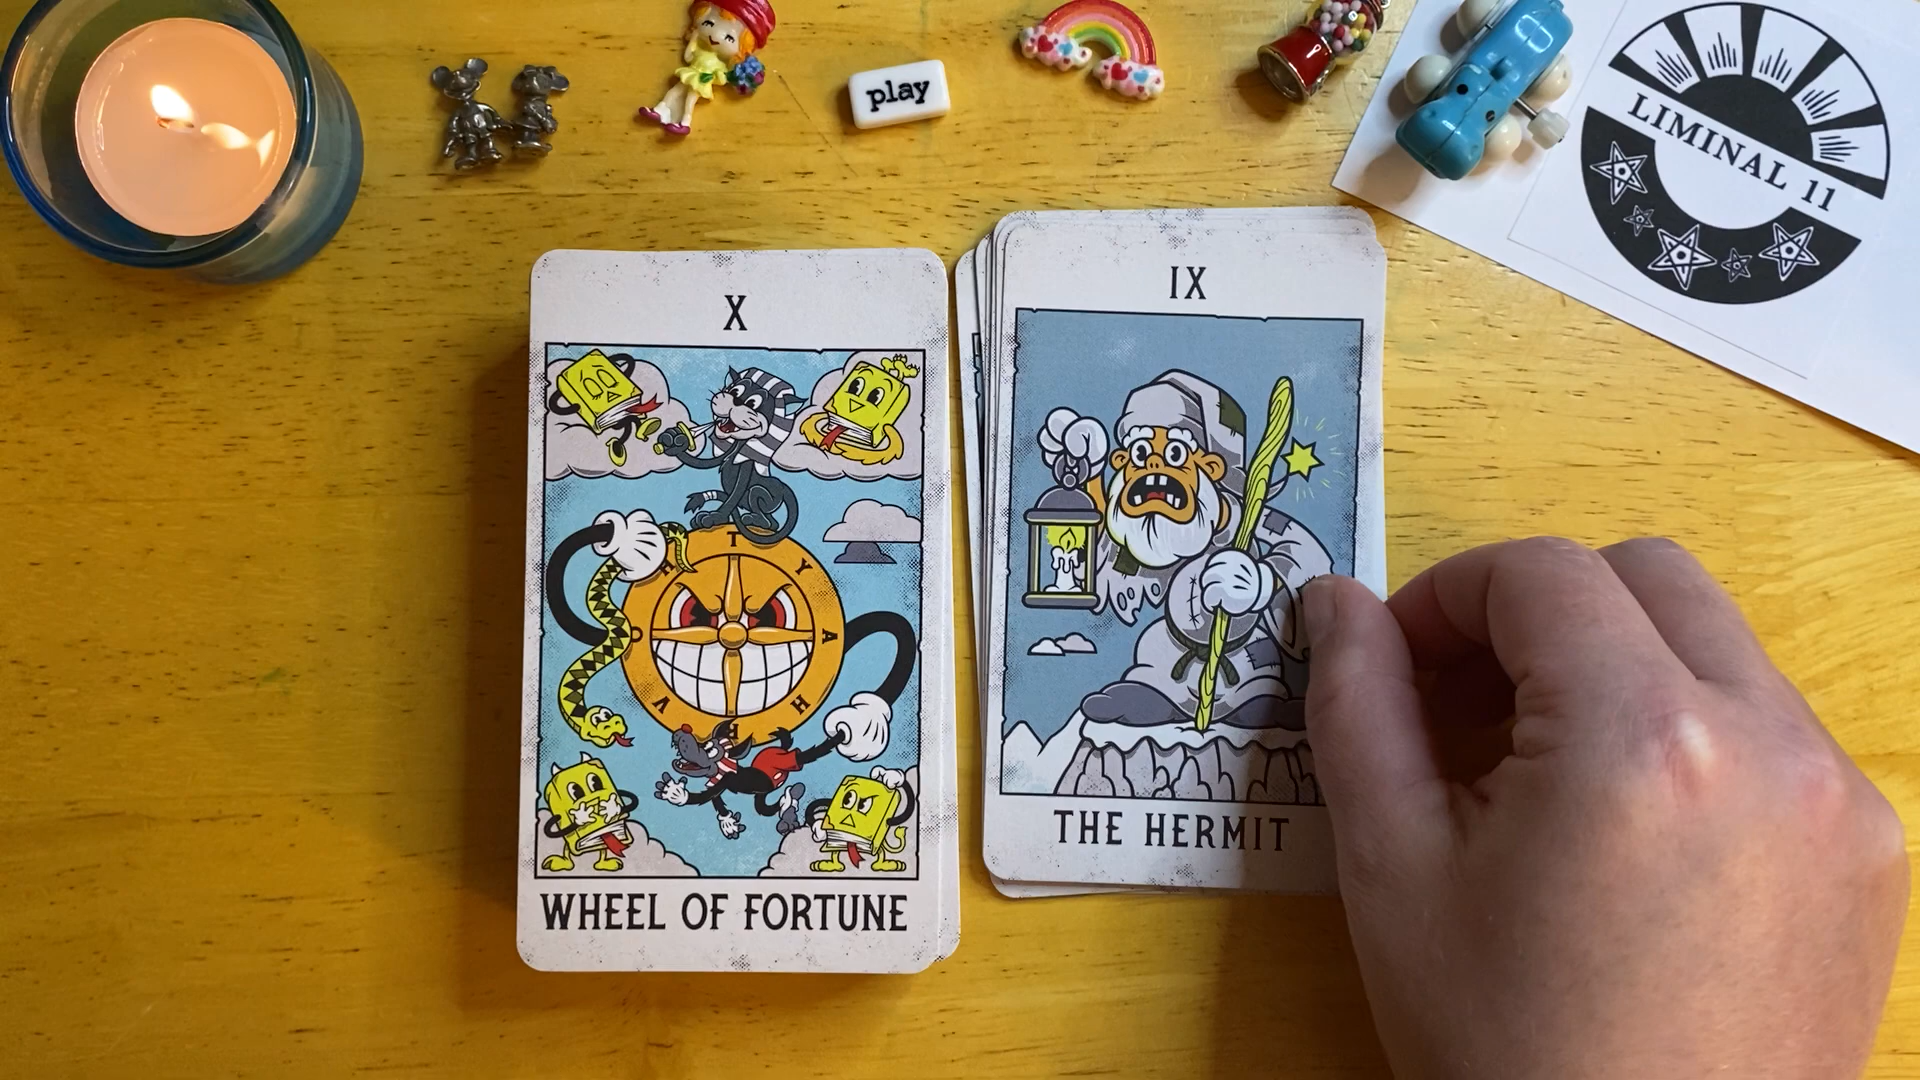 play
LIMINAL 11
X
T
Y
A
H
V
O
WHEEL OF FORTUNE
IX
THE HERMIT